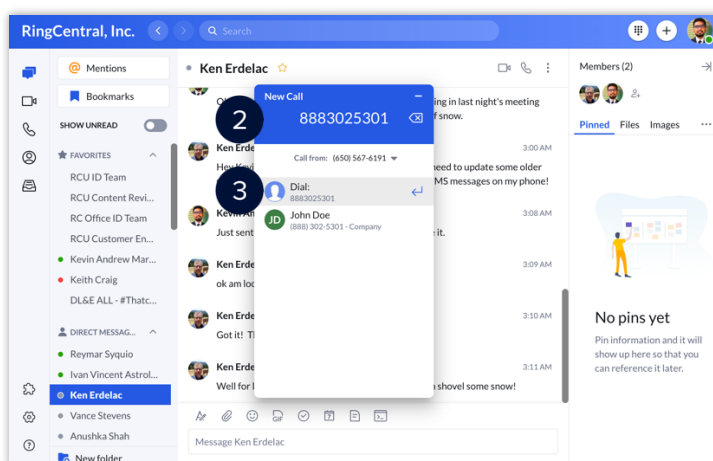 RingCentral, Inc.
Search
Mentions
Bookmarks
SHOW UNREAD
FAVORITES
RCU ID Team
RCU Content Revi...
RC Office ID Team
RCU Customer En...
Kevin Andrew Mar...
Keith Craig
DL&E ALL - #Thatc...
DIRECT MESSAG...
Reymar Syquio
Ivan Vincent Astrol...
Ken Erdelac
Vance Stevens
Anushka Shah
New folder
Ken Erdelac
ing in last night's meeting
f snow.
Ken Erde
3:00 AM
need to update some older
MS messages on my phone!
3:08 AM
Just sent
e it.
Ken Erde
3:09 AM
ok am loo
Ken Erde
3:10 AM
Got it! T
Ken Erde
3:11 AM
Well for
n shovel some snow!
GIF
Message Ken Erdelac
New Call
2
8883025301
Call from: (650) 567-6191
3
Dial:
8883025301
JD
John Doe
(888) 302-5301 - Company
Members (2)
Pinned Files Images
No pins yet
Pin information and it will
show up here so that you
can reference it later.